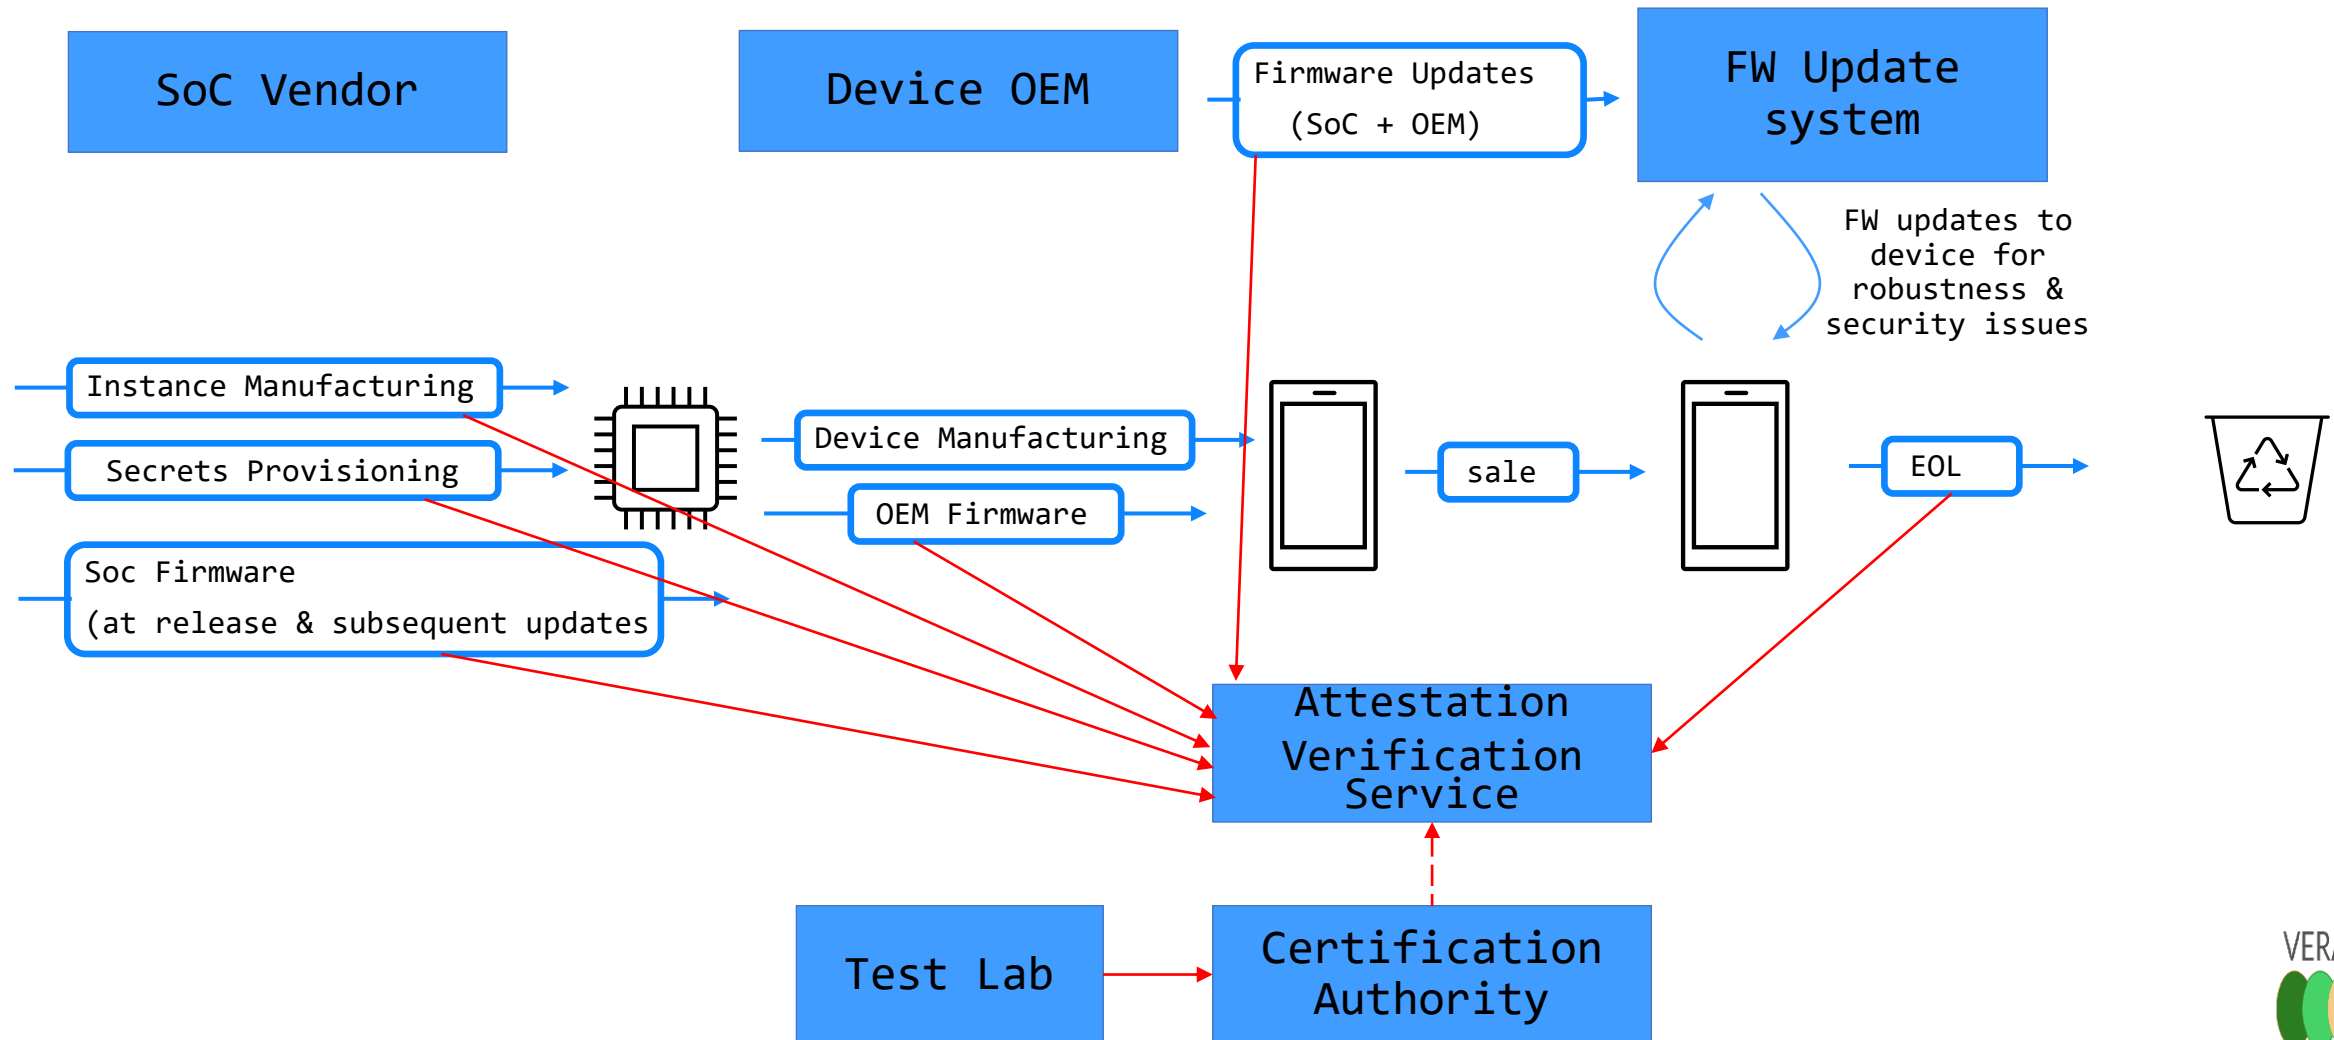 SoC Vendor
Device OEM
Firmware Updates
(SoC + OEM)
FW Update
system
FW updates to
device for
robustness &
security issues
Instance Manufacturing
Secrets Provisioning
Soc Firmware
(at release & subsequent updates
Device Manufacturing
OEM Firmware
sale
EOL
Attestation
Verification
Service
Test Lab
Certification
Authority